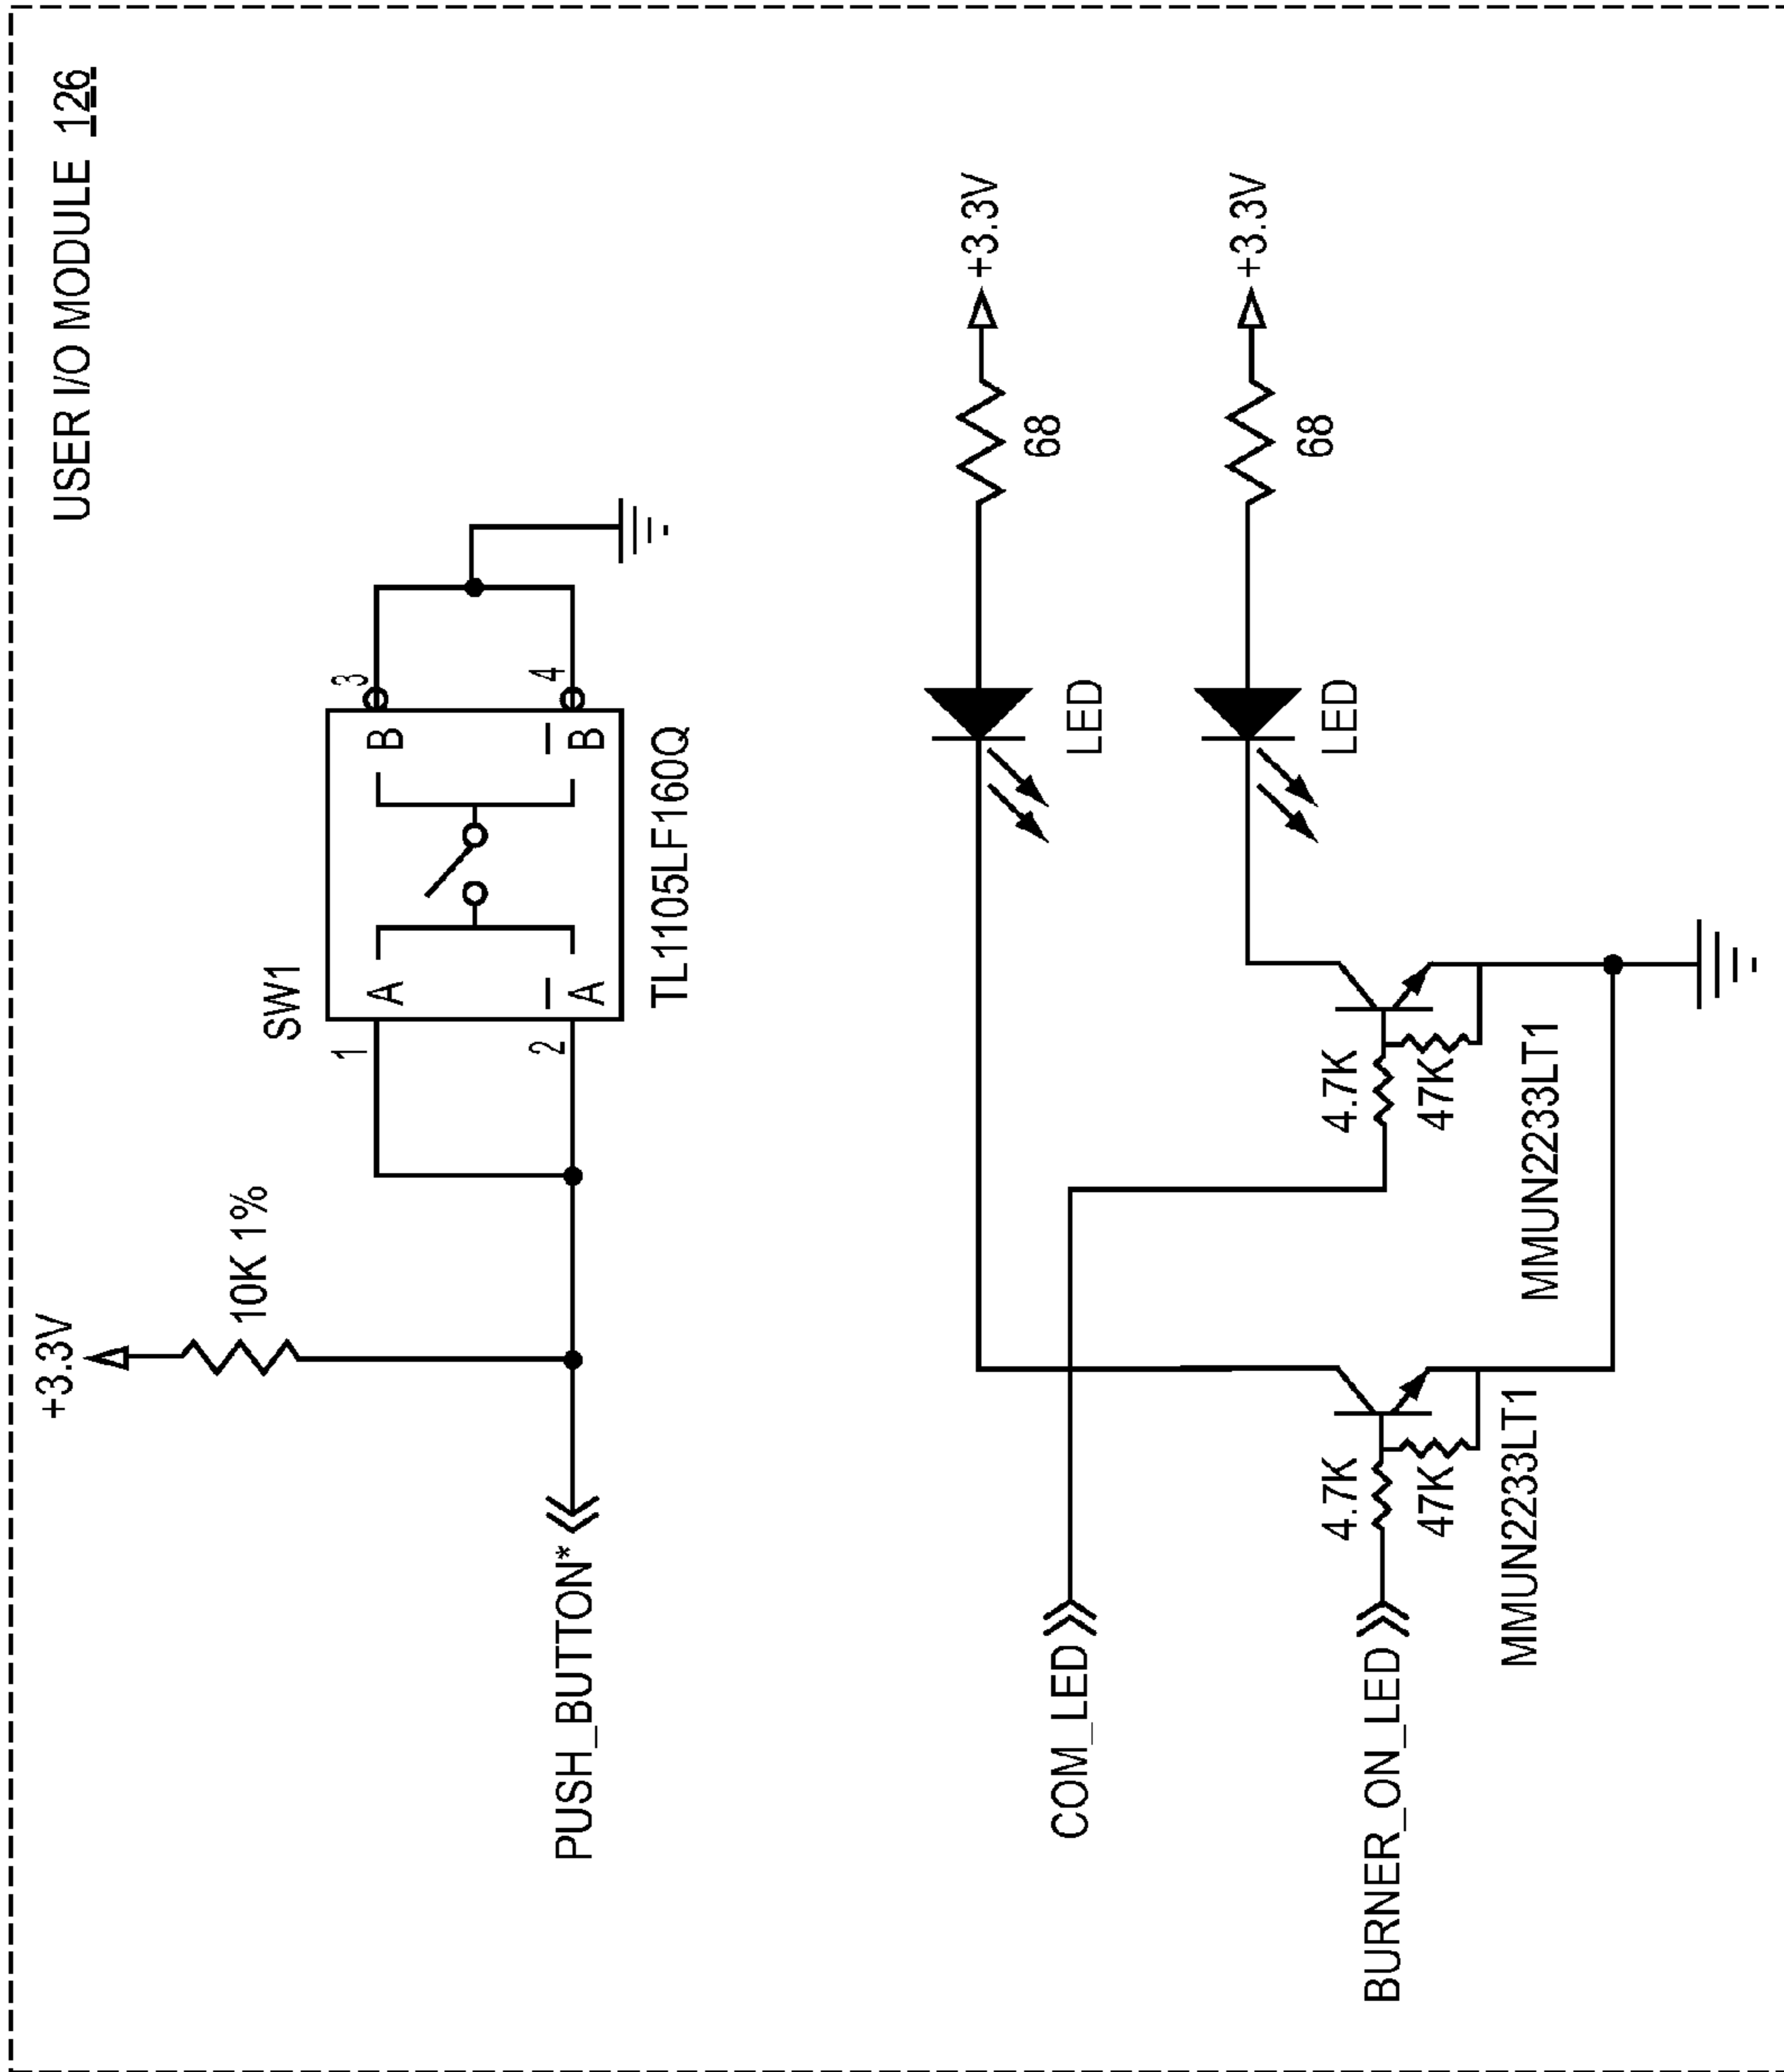 USER I/O MODULE 126
+3.3V
10K 1%
SW1
1
A
B
3
2
A
B
4
PUSH_BUTTON*
TL1105LF160Q
+3.3V
68
LED
COM_LED
+3.3V
68
LED
4.7K
47K
MMUN2233LT1
BURNER_ON_LED
4.7K
47K
MMUN2233LT1